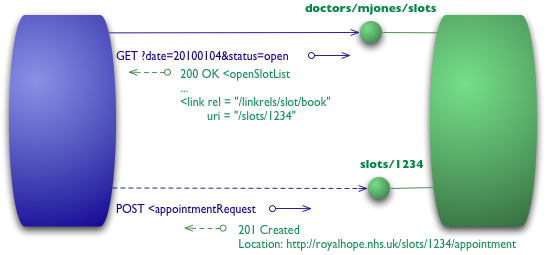 doctors/mjones/slots
GET ?date=20100104&status=open
200 OK <openSlotList
...
<link rel = "/linkrels/slot/book"
uri = "/slots/1234"
slots/1234
POST <appointmentRequest
201 Created
Location: http://royalhope.nhs.uk/slots/1234/appointment